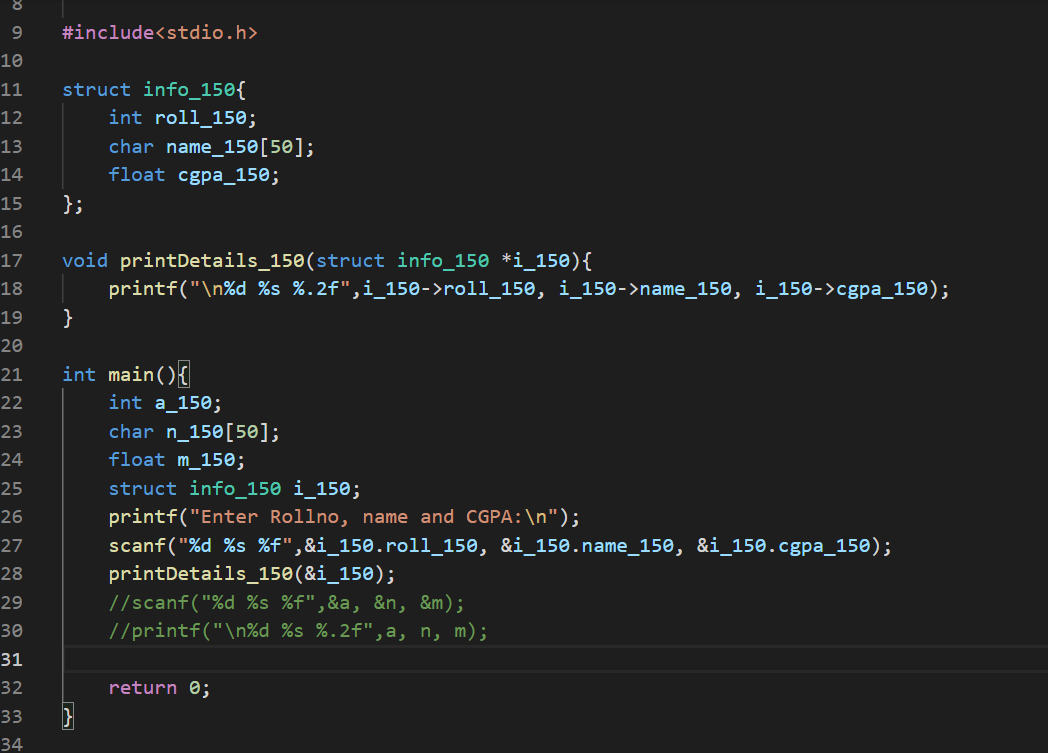 8
9 #include<stdio.h>
10
11 struct info_150{
12     int roll_150;
13     char name_150[50];
14     float cgpa_150;
15 };
16
17 void printDetails_150(struct info_150 *i_150){
18     printf("\n%d %s %.2f",i_150->roll_150, i_150->name_150, i_150->cgpa_150);
19 }
20
21 int main(){
22     int a_150;
23     char n_150[50];
24     float m_150;
25     struct info_150 i_150;
26     printf("Enter Rollno, name and CGPA:\n");
27     scanf("%d %s %f",&i_150.roll_150, &i_150.name_150, &i_150.cgpa_150);
28     printDetails_150(&i_150);
29     //scanf("%d %s %f",&a, &n, &m);
30     //printf("\n%d %s %.2f",a, n, m);
31
32     return 0;
33 }
34